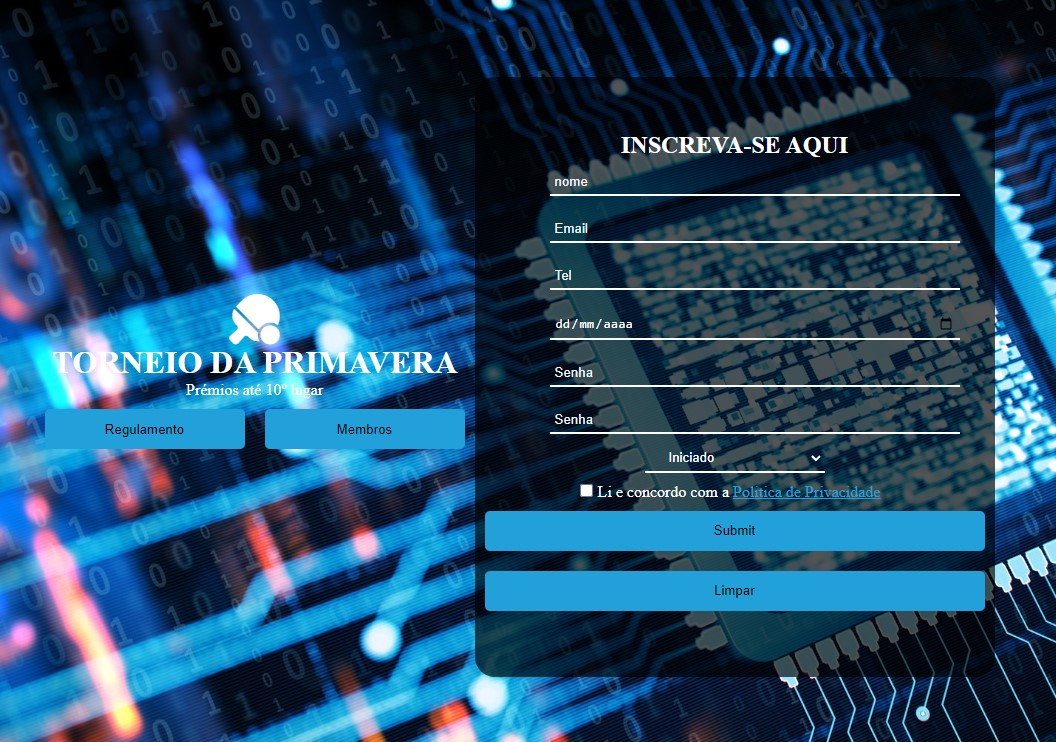 TORNEIO DA PRIMAVERA
Prémios até 10º lugar
Regulamento
Membros
INSCREVA-SE AQUI
nome
Email
Tel
dd/mm/aaaa
Senha
Senha
Iniciado
Li e concordo com a Política de Privacidade
Submit
Limpar